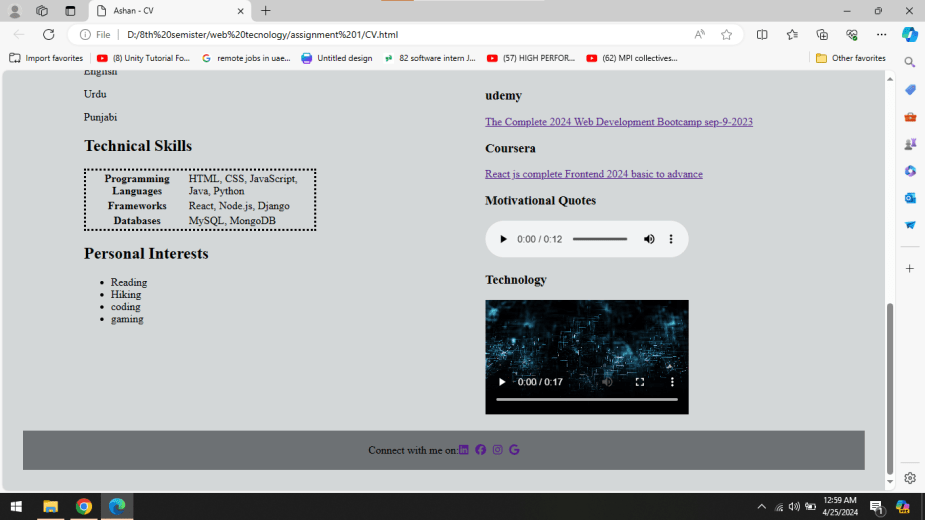 Ashan - CV
File
D:/8th%20semister/web%20tecnology/assignment%201/CV.html
Import favorites
(8) Unity Tutorial Fo...
remote jobs in uae...
Untitled design
82 software intern J...
(57) HIGH PERFOR...
(62) MPI collectives...
Other favorites
English
Urdu
Punjabi
Technical Skills
Programming Languages HTML, CSS, JavaScript, Java, Python
Frameworks React, Node.js, Django
Databases MySQL, MongoDB
Personal Interests
Reading
Hiking
coding
gaming
udemy
The Complete 2024 Web Development Bootcamp sep-9-2023
Coursera
React js complete Frontend 2024 basic to advance
Motivational Quotes
0:00 / 0:12
Technology
0:00 / 0:17
Connect with me on:
12:59 AM
4/25/2024
1